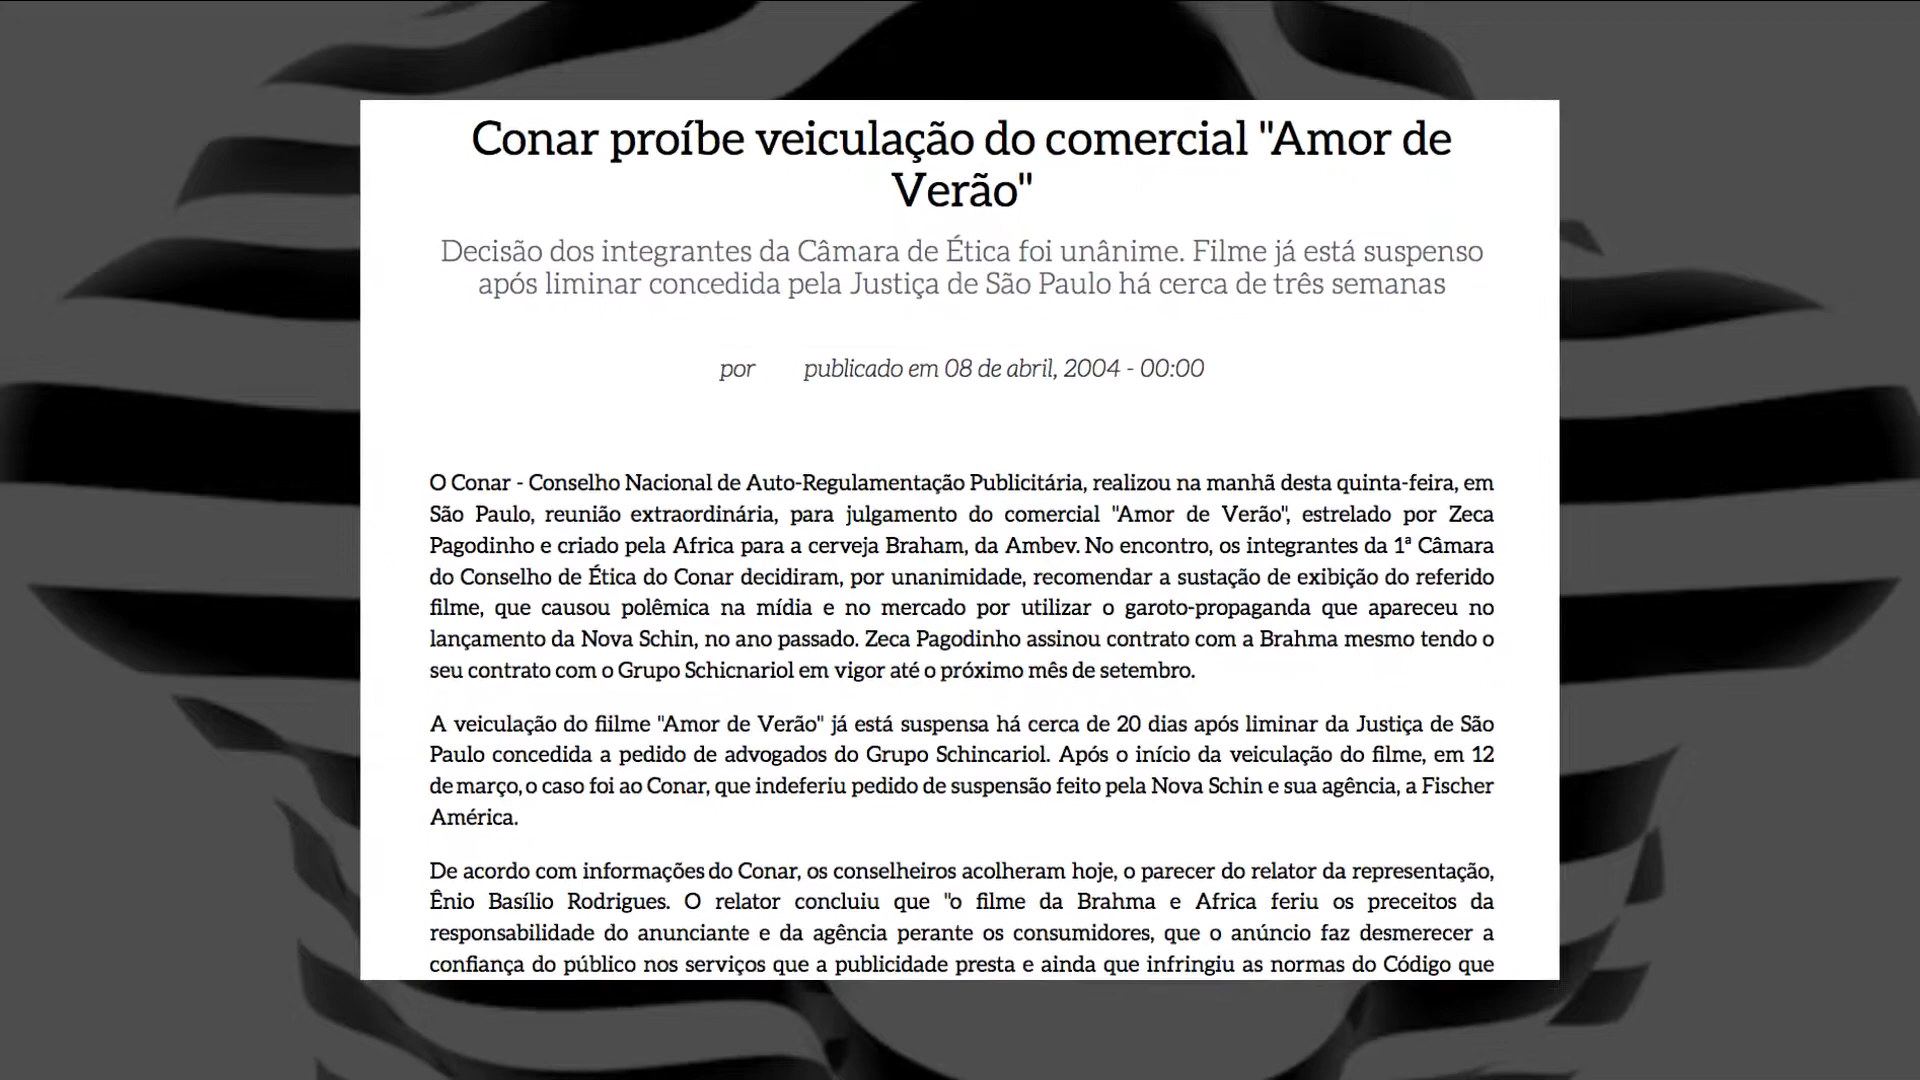 Conar proíbe veiculação do comercial "Amor de
Verão"
Decisão dos integrantes da Câmara de Ética foi unânime. Filme já está suspenso
após liminar concedida pela Justiça de São Paulo há cerca de três semanas
por publicado em 08 de abril, 2004 - 00:00
O Conar - Conselho Nacional de Auto-Regulamentação Publicitária, realizou na manhã desta quinta-feira, em
São Paulo, reunião extraordinária, para julgamento do comercial "Amor de Verão", estrelado por Zeca
Pagodinho e criado pela Africa para a cerveja Braham, da Ambev. No encontro, os integrantes da 1ª Câmara
do Conselho de Ética do Conar decidiram, por unanimidade, recomendar a sustação de exibição do referido
filme, que causou polêmica na mídia e no mercado por utilizar o garoto-propaganda que apareceu no
lançamento da Nova Schin, no ano passado. Zeca Pagodinho assinou contrato com a Brahma mesmo tendo o
seu contrato com o Grupo Schicnariol em vigor até o próximo mês de setembro.
A veiculação do fiilme "Amor de Verão" já está suspensa há cerca de 20 dias após liminar da Justiça de São
Paulo concedida a pedido de advogados do Grupo Schincariol. Após o início da veiculação do filme, em 12
de março, o caso foi ao Conar, que indeferiu pedido de suspensão feito pela Nova Schin e sua agência, a Fischer
América.
De acordo com informações do Conar, os conselheiros acolheram hoje, o parecer do relator da representação,
Ênio Basílio Rodrigues. O relator concluiu que "o filme da Brahma e Africa feriu os preceitos da
responsabilidade do anunciante e da agência perante os consumidores, que o anúncio faz desmerecer a
confiança do público nos serviços que a publicidade presta e ainda que infringiu as normas do Código que